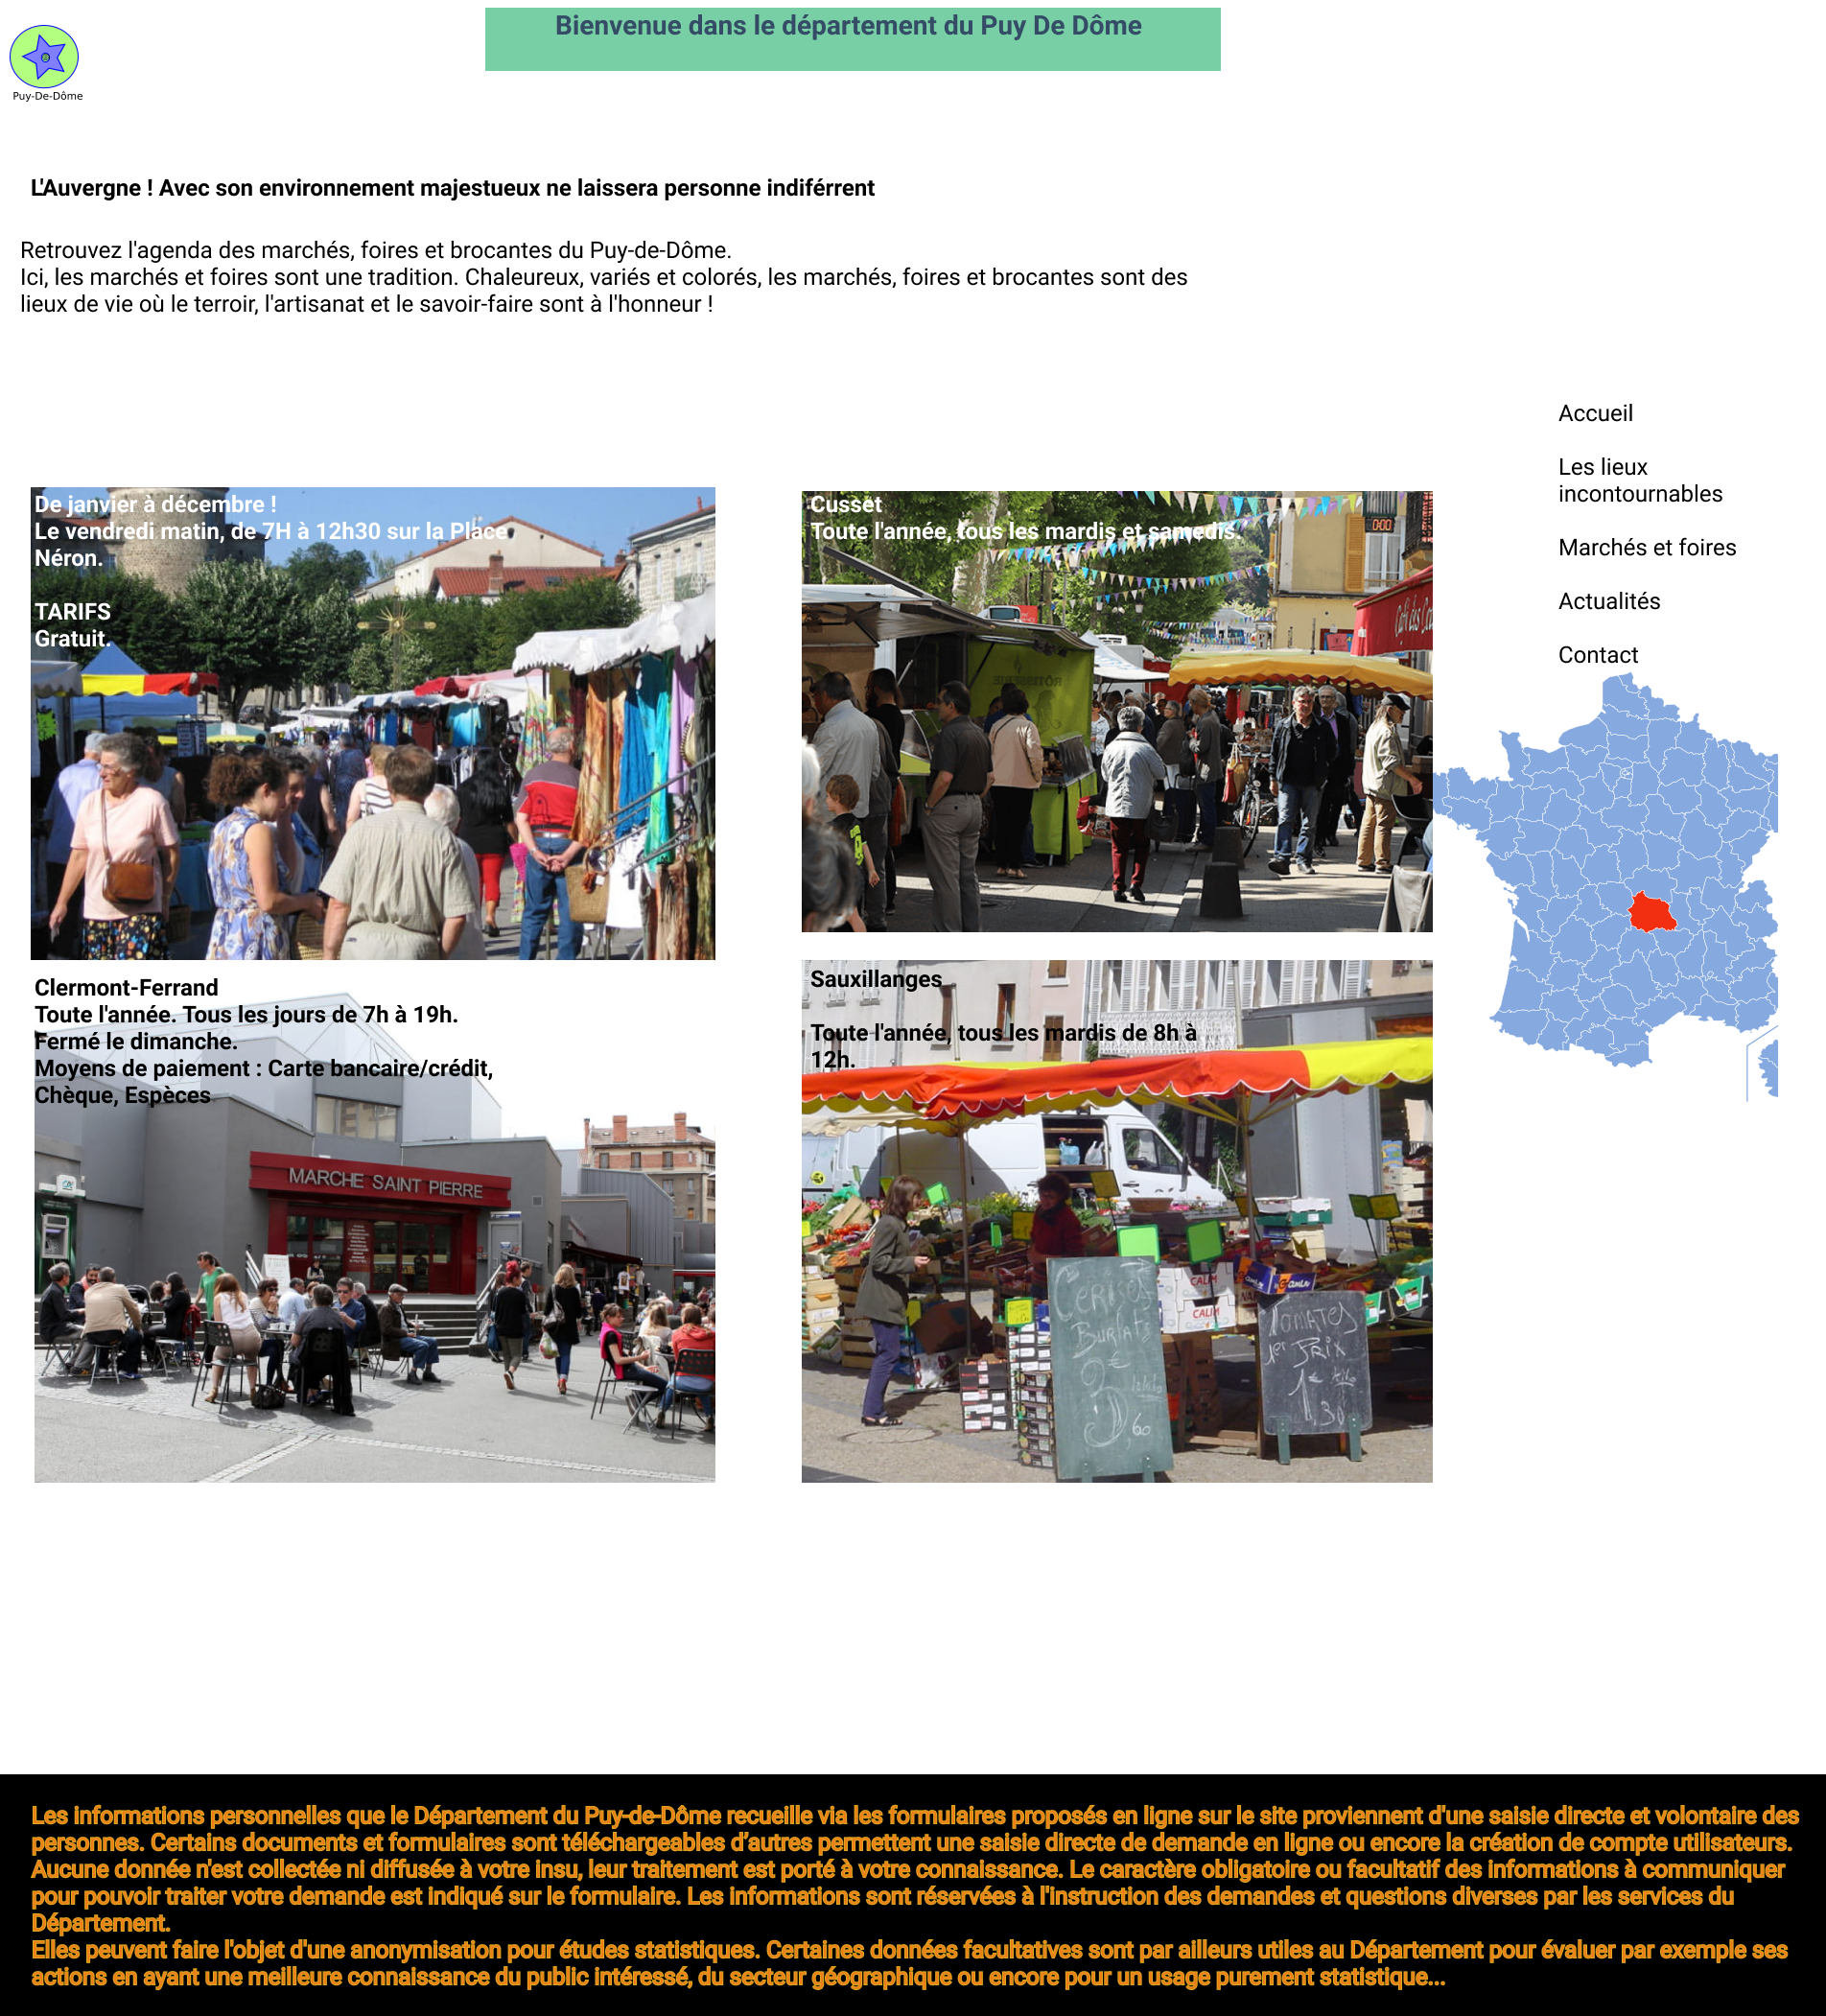 Bienvenue dans le département du Puy De Dôme
Puy-De-Dôme
L'Auvergne ! Avec son environnement majestueux ne laissera personne indiférrent
Retrouvez l'agenda des marchés, foires et brocantes du Puy-de-Dôme.
Ici, les marchés et foires sont une tradition. Chaleureux, variés et colorés, les marchés, foires et brocantes sont des
lieux de vie où le terroir, l'artisanat et le savoir-faire sont à l'honneur !
Accueil
Les lieux
incontournables
Marchés et foires
Actualités
Contact
De janvier à décembre !
Le vendredi matin, de 7H à 12h30 sur la Place
Néron.
TARIFS
Gratuit.
Cusset
Toute l'année, tous les mardis et samedis.
0:00
RÔTISSERIE
Clermont-Ferrand
Toute l'année. Tous les jours de 7h à 19h.
Fermé le dimanche.
Moyens de paiement : Carte bancaire/crédit,
Chèque, Espèces
MARCHE SAINT PIERRE
Sauxillanges
Toute l'année, tous les mardis de 8h à
12h.
CERISES
BURLAT
3€
60
CALIM
CALIM
TOMATES
1er PRIX
1€ kilo
30
Les informations personnelles que le Département du Puy-de-Dôme recueille via les formulaires proposés en ligne sur le site proviennent d'une saisie directe et volontaire des
personnes. Certains documents et formulaires sont téléchargeables d’autres permettent une saisie directe de demande en ligne ou encore la création de compte utilisateurs.
Aucune donnée n'est collectée ni diffusée à votre insu, leur traitement est porté à votre connaissance. Le caractère obligatoire ou facultatif des informations à communiquer
pour pouvoir traiter votre demande est indiqué sur le formulaire. Les informations sont réservées à l'instruction des demandes et questions diverses par les services du
Département.
Elles peuvent faire l'objet d'une anonymisation pour études statistiques. Certaines données facultatives sont par ailleurs utiles au Département pour évaluer par exemple ses
actions en ayant une meilleure connaissance du public intéressé, du secteur géographique ou encore pour un usage purement statistique...